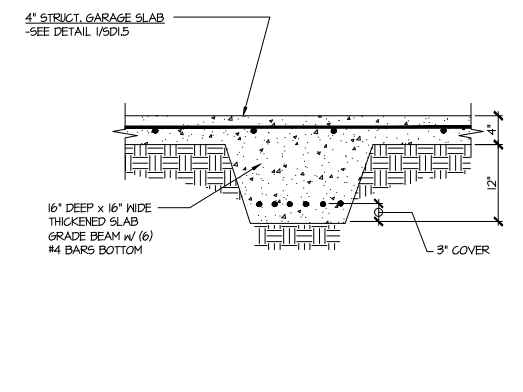 4" STRUCT. GARAGE SLAB
-SEE DETAIL 1/SD1.5
4"
12"
16" DEEP x 16" WIDE
THICKENED SLAB
GRADE BEAM w/ (6)
#4 BARS BOTTOM
3" COVER